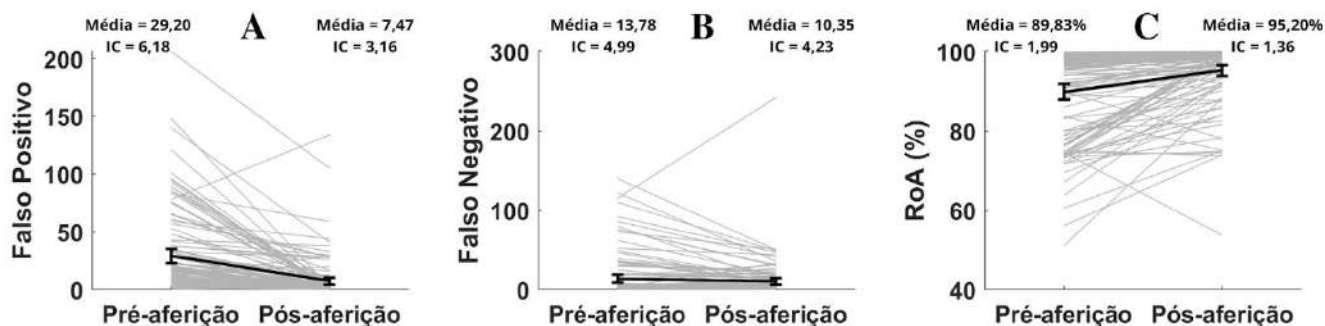 Média = 29,20
IC = 6,18
A
Média = 7,47
IC = 3,16
200
150
100
50
0
Falso Positivo
Pré-aferição
Pós-aferição
Média = 13,78
IC = 4,99
B
Média = 10,35
IC = 4,23
300
200
100
0
Falso Negativo
Pré-aferição
Pós-aferição
Média = 89,83%
IC = 1,99
C
Média = 95,20%
IC = 1,36
100
80
60
40
RoA (%)
Pré-aferição
Pós-aferição